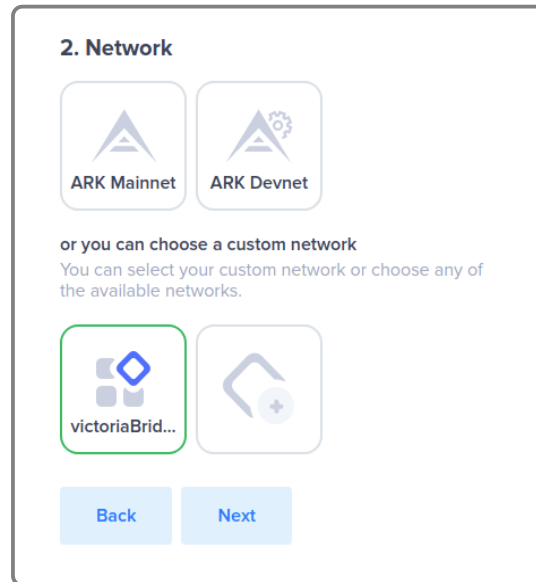 2. Network
ARK Mainnet
ARK Devnet
or you can choose a custom network
You can select your custom network or choose any of
the available networks.
victoriaBrid...
Back
Next